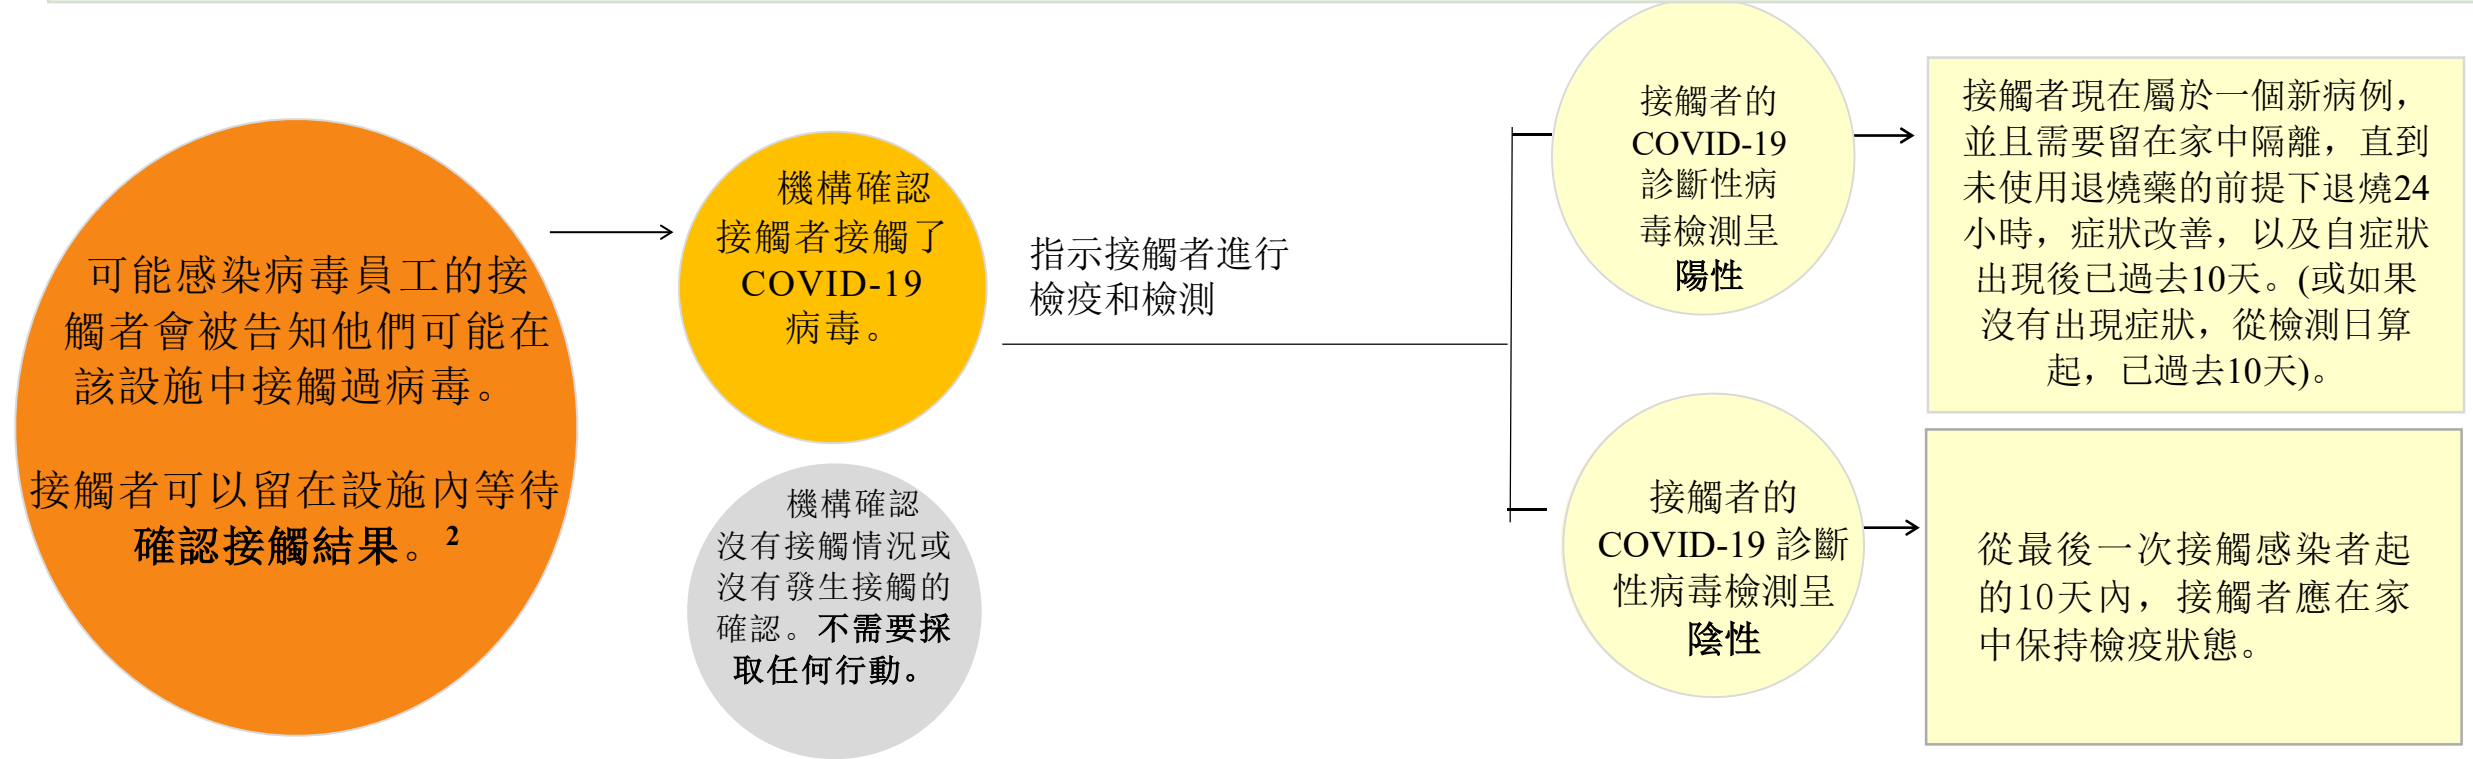 可能感染病毒員工的接
觸者會被告知他們可能在
該設施中接觸過病毒。
接觸者可以留在設施內等待
確認接觸結果。2
機構確認
接觸者接觸了
COVID-19
病毒。
機構確認
沒有接觸情況或
沒有發生接觸的
確認。不需要採
取任何行動。
指示接觸者進行
檢疫和檢測
接觸者的
COVID-19
診斷性病
毒檢測呈
陽性
接觸者現在屬於一個新病例，
並且需要留在家中隔離，直到
未使用退燒藥的前提下退燒24
小時，症狀改善，以及自症狀
出現後已過去10天。(或如果
沒有出現症狀，從檢測日算
起，已過去10天)。
接觸者的
COVID-19 診斷
性病毒檢測呈
陰性
從最後一次接觸感染者起
的10天內，接觸者應在家
中保持檢疫狀態。